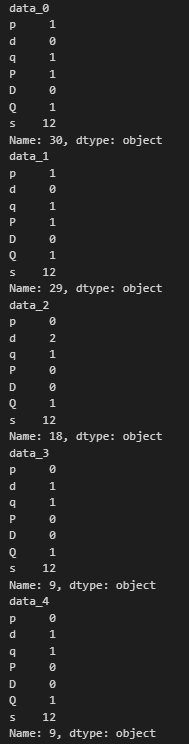 data_0
p     1
d     0
q     1
P     1
D     0
Q     1
s    12
Name: 30, dtype: object
data_1
p     1
d     0
q     1
P     1
D     0
Q     1
s    12
Name: 29, dtype: object
data_2
p     0
d     2
q     1
P     0
D     0
Q     1
s    12
Name: 18, dtype: object
data_3
p     0
d     1
q     1
P     0
D     0
Q     1
s    12
Name: 9, dtype: object
data_4
p     0
d     1
q     1
P     0
D     0
Q     1
s    12
Name: 9, dtype: object